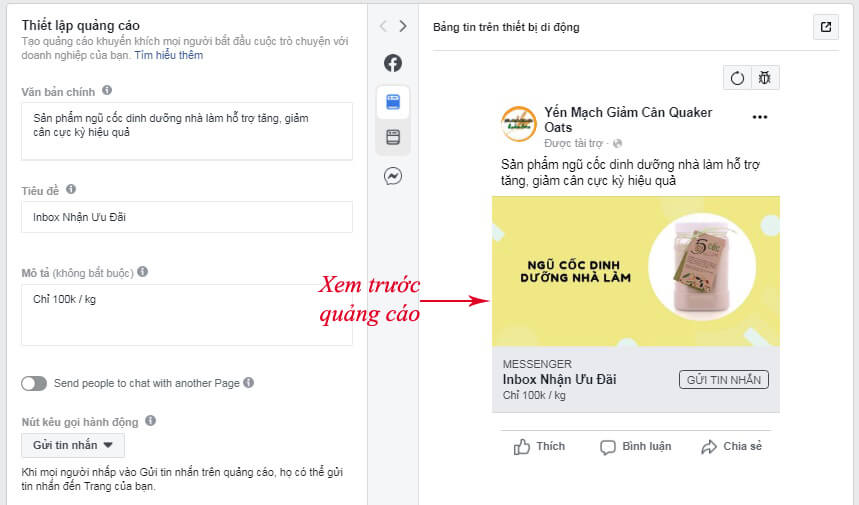 Thiết lập quảng cáo
Tạo quảng cáo khuyến khích mọi người bắt đầu cuộc trò chuyện với
doanh nghiệp của bạn. Tìm hiểu thêm
Văn bản chính
Sản phẩm ngũ cốc dinh dưỡng nhà làm hỗ trợ tăng, giảm
cân cực kỳ hiệu quả
Tiêu đề
Inbox Nhận Ưu Đãi
Mô tả (không bắt buộc)
Chỉ 100k / kg
Send people to chat with another Page
Nút kêu gọi hành động
Gửi tin nhắn
Khi mọi người nhấp vào Gửi tin nhắn trên quảng cáo, họ có thể gửi
tin nhắn đến Trang của bạn.
Xem trước
quảng cáo
Bảng tin trên thiết bị di động
Yến Mạch Giảm Cân Quaker
Oats
Được tài trợ ·
Sản phẩm ngũ cốc dinh dưỡng nhà làm hỗ trợ
tăng, giảm cân cực kỳ hiệu quả
NGŨ CỐC DINH
DƯỠNG NHÀ LÀM
5 CỐC
MESSENGER
Inbox Nhận Ưu Đãi
Chỉ 100k / kg
GỬI TIN NHẮN
Thích
Bình luận
Chia sẻ